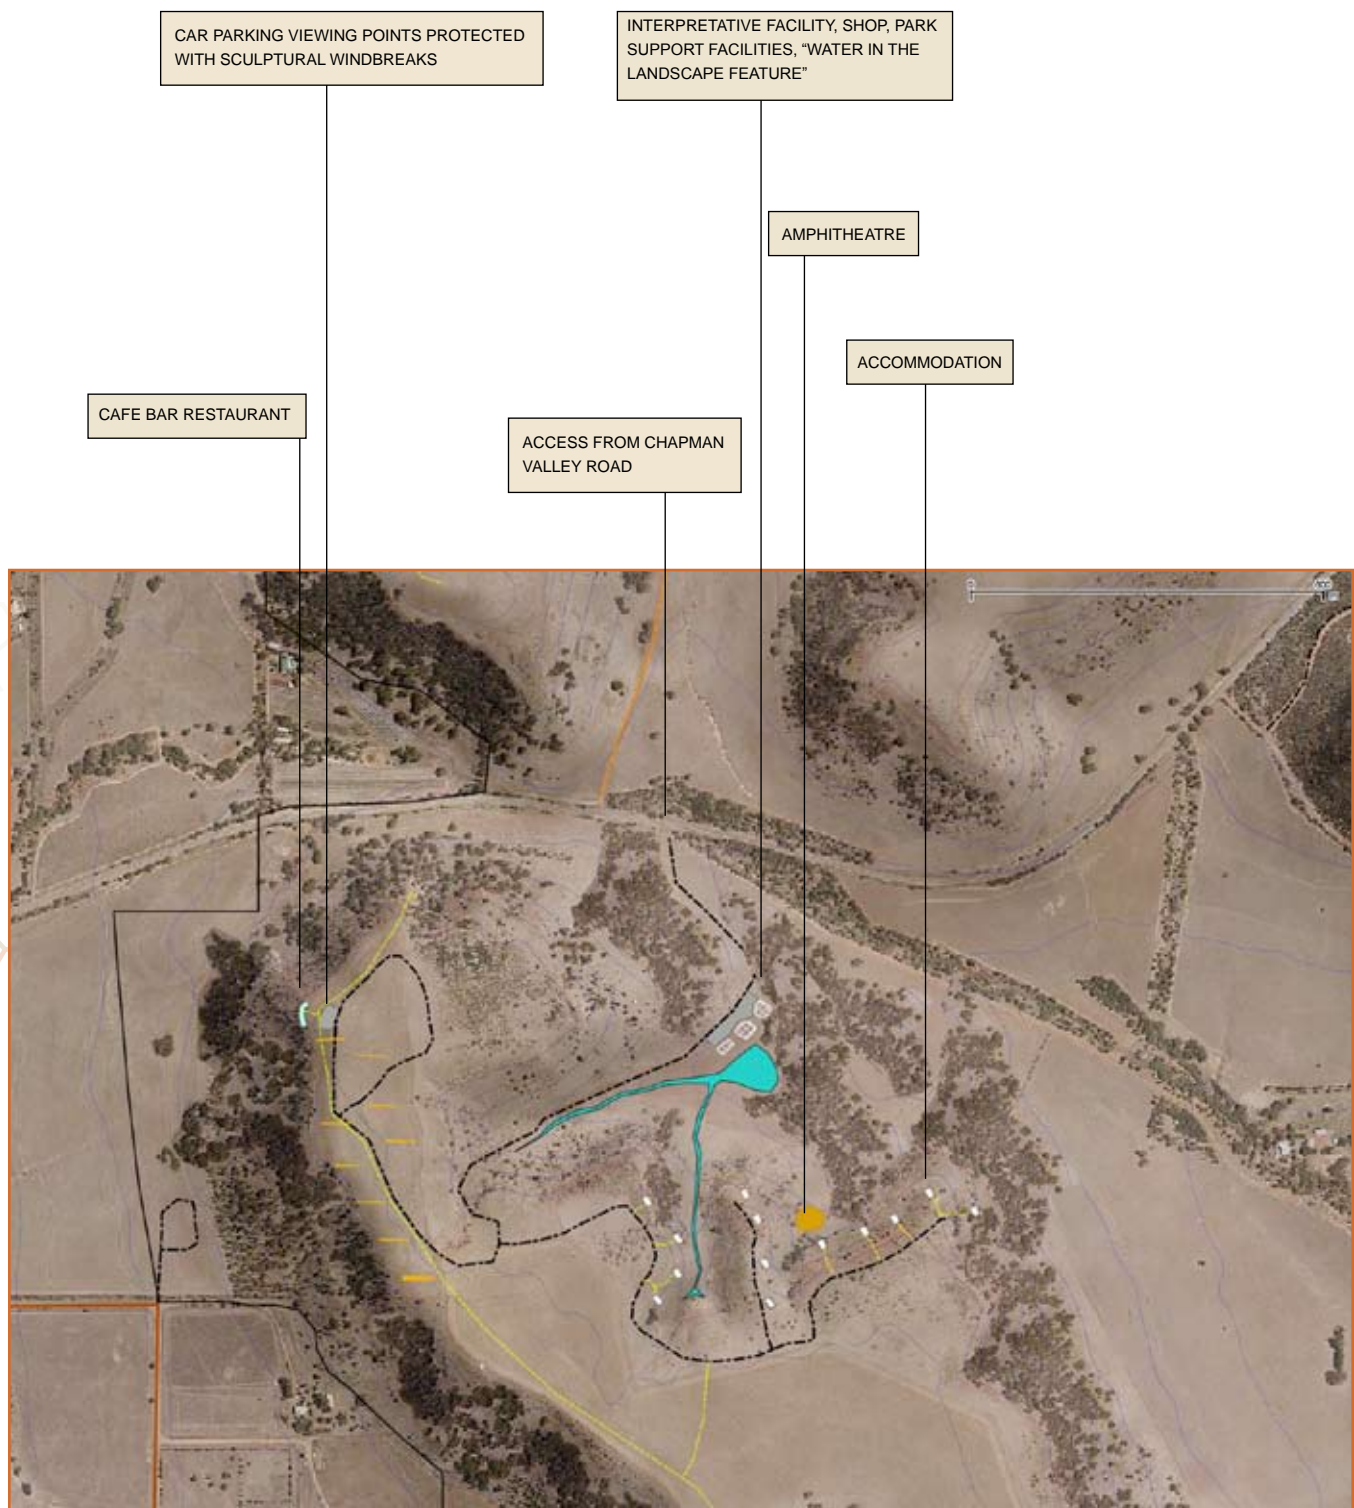 CAR PARKING VIEWING POINTS PROTECTED
WITH SCULPTURAL WINDBREAKS
INTERPRETATIVE FACILITY, SHOP, PARK
SUPPORT FACILITIES, “WATER IN THE
LANDSCAPE FEATURE”
AMPHITHEATRE
ACCOMMODATION
CAFE BAR RESTAURANT
ACCESS FROM CHAPMAN
VALLEY ROAD